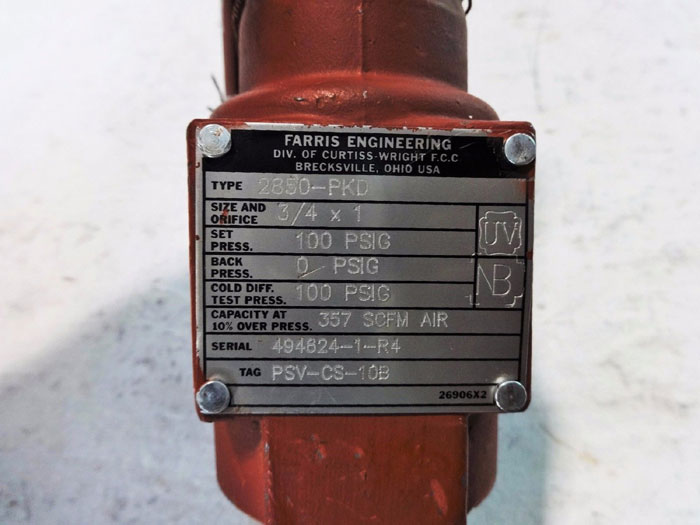 FARRIS ENGINEERING
DIV. OF CURTISS-WRIGHT F.C.C
BRECKSVILLE, OHIO USA
TYPE 2850-PKD
SIZE AND ORIFICE 3/4 x 1
SET PRESS. 100 PSIG
UV
BACK PRESS. 0 PSIG
COLD DIFF. TEST PRESS. 100 PSIG
NB
CAPACITY AT 10% OVER PRESS. 357 SCFM AIR
SERIAL 494624-1-R4
TAG PSV-CS-10B
26906X2